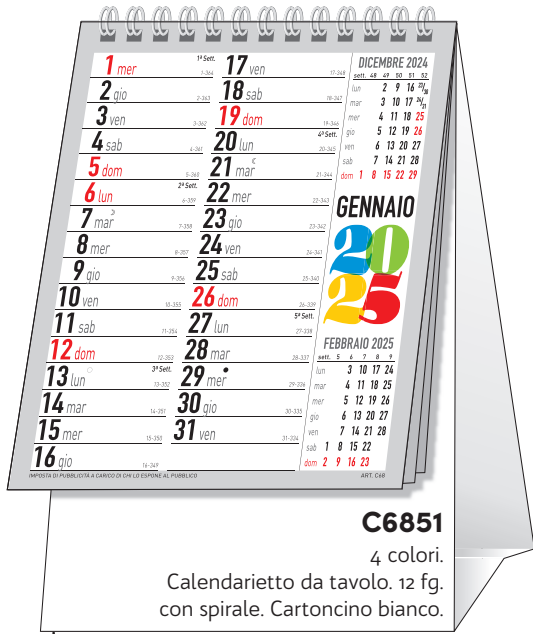 1 mer 1ª Sett. 1-364
2 gio 2-363
3 ven 3-362
4 sab 4-361
5 dom 5-360
6 lun 2ª Sett. 6-359
7 mar 7-358
8 mer 8-357
9 gio 9-356
10 ven 10-355
11 sab 11-354
12 dom 12-353
13 lun 3ª Sett. 13-352
14 mar 14-351
15 mer 15-350
16 gio 16-349
17 ven 17-348
18 sab 18-347
19 dom 19-346
20 lun 4ª Sett. 20-345
21 mar 21-344
22 mer 22-343
23 gio 23-342
24 ven 24-341
25 sab 25-340
26 dom 26-339
27 lun 5ª Sett. 27-338
28 mar 28-337
29 mer 29-336
30 gio 30-335
31 ven 31-334
DICEMBRE 2024
sett. 48 49 50 51 52
lun 2 9 16 23/30
mar 3 10 17 24/31
mer 4 11 18 25
gio 5 12 19 26
ven 6 13 20 27
sab 7 14 21 28
dom 1 8 15 22 29
GENNAIO
20
25
FEBBRAIO 2025
sett. 5 6 7 8 9
lun 3 10 17 24
mar 4 11 18 25
mer 5 12 19 26
gio 6 13 20 27
ven 7 14 21 28
sab 1 8 15 22
dom 2 9 16 23
IMPOSTA DI PUBBLICITÀ A CARICO DI CHI LO ESPONE AL PUBBLICO ART. C68
C6851
4 colori.
Calendarietto da tavolo. 12 fg.
con spirale. Cartoncino bianco.